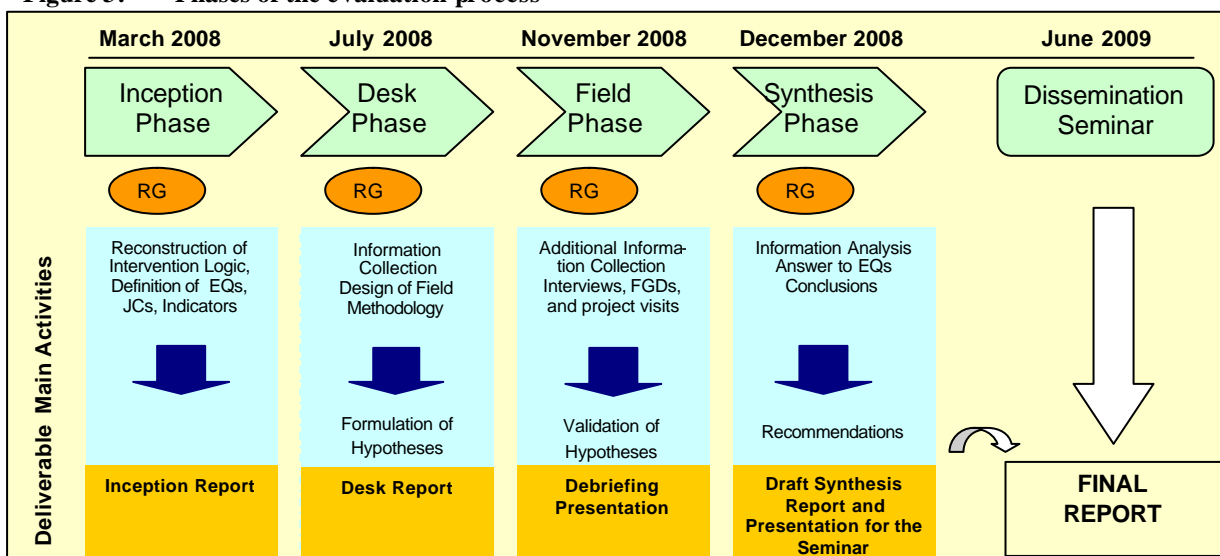 Figure 3: Phases of the evaluation process
March 2008
July 2008
November 2008
December 2008
June 2009
Inception
Phase
Desk
Phase
Field
Phase
Synthesis
Phase
Dissemination
Seminar
RG
RG
RG
RG
Deliverable Main Activities
Reconstruction of
Intervention Logic,
Definition of EQs,
JCs, Indicators
Information
Collection
Design of Field
Methodology
Additional Informa-
tion Collection
Interviews, FGDs,
and project visits
Information Analysis
Answer to EQs
Conclusions
Formulation of
Hypotheses
Validation of
Hypotheses
Recommendations
Inception Report
Desk Report
Debriefing
Presentation
Draft Synthesis
Report and
Presentation for the
Seminar
FINAL
REPORT